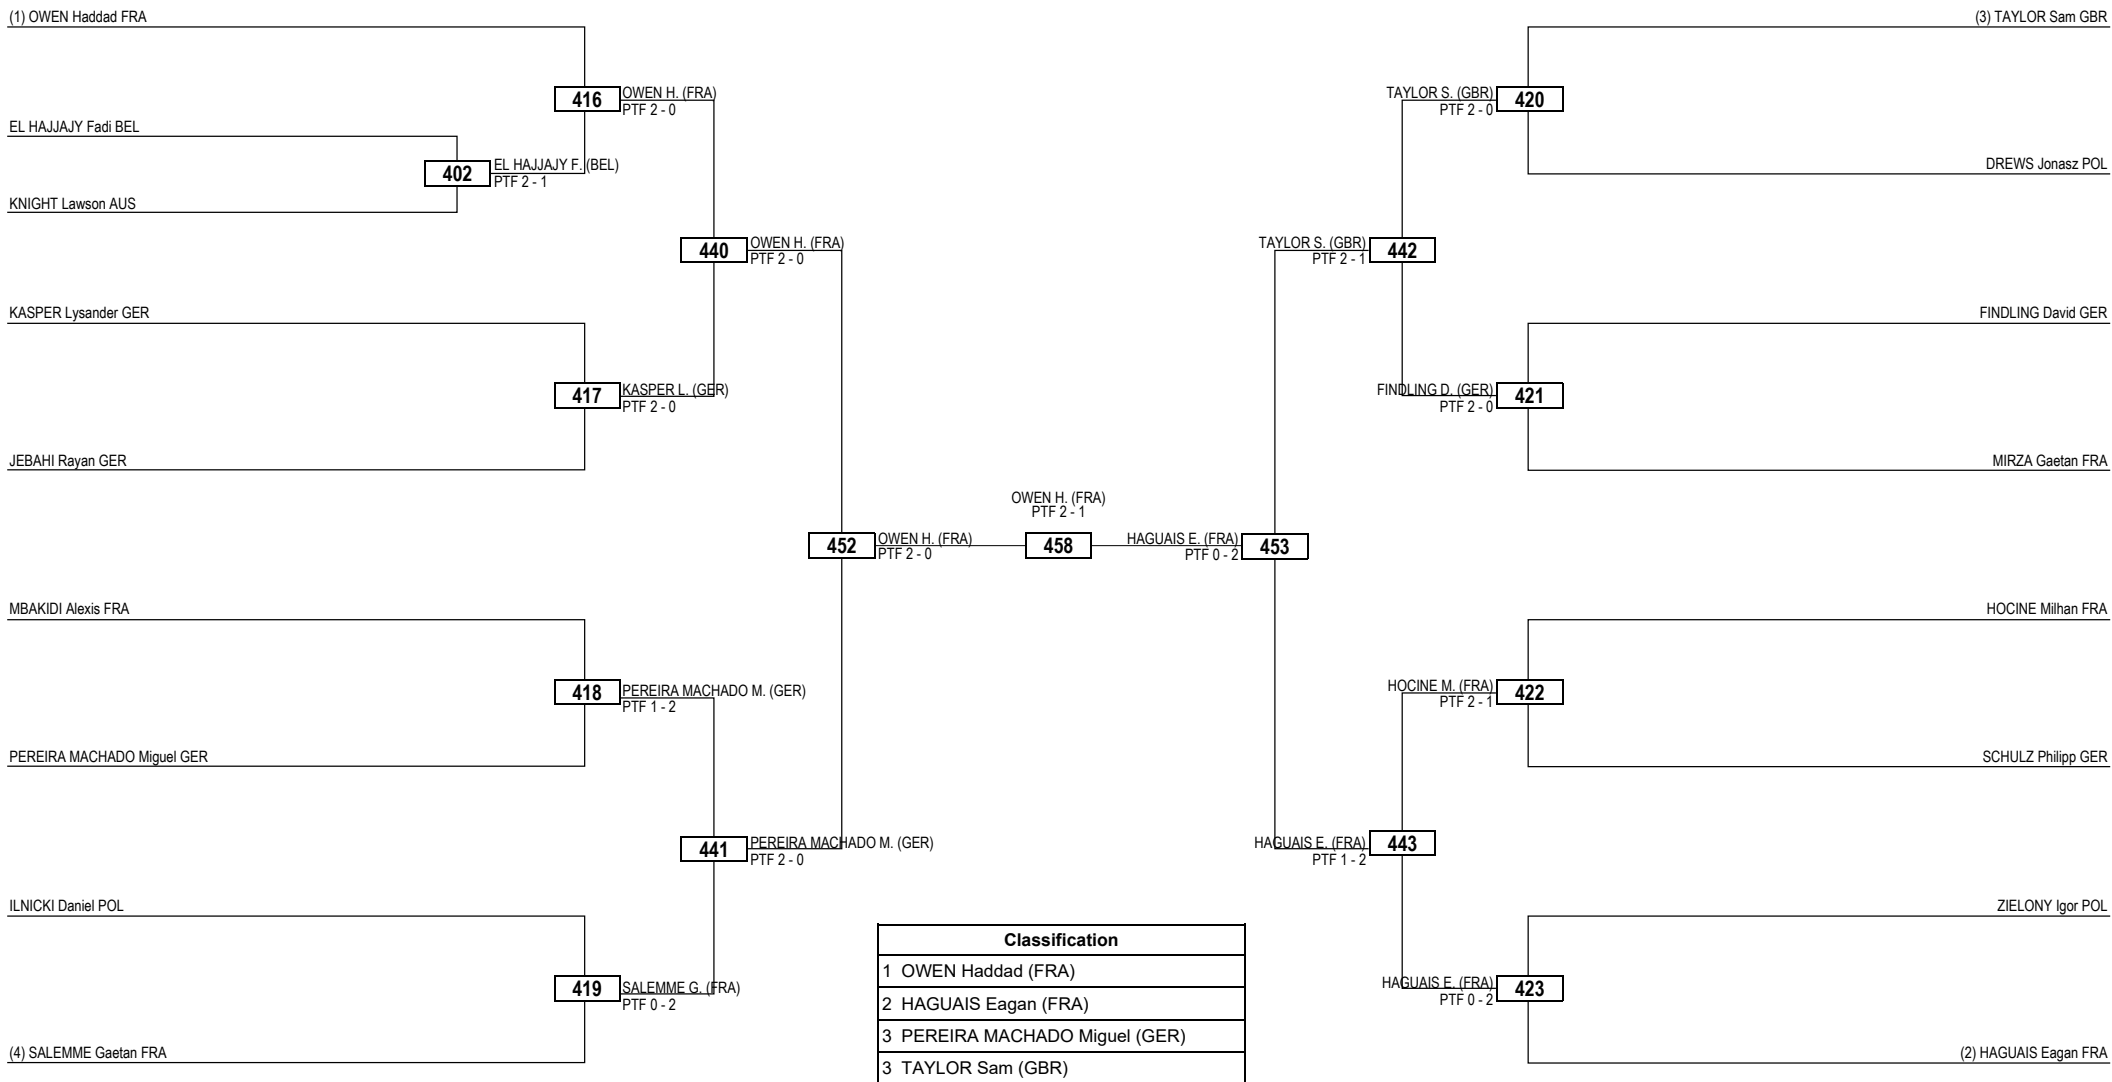 (1) OWEN Haddad FRA
(3) TAYLOR Sam GBR
416
OWEN H. (FRA)
PTF 2 - 0
TAYLOR S. (GBR)
PTF 2 - 0
420
EL HAJJAJY Fadi BEL
402
EL HAJJAJY F. (BEL)
PTF 2 - 1
DREWS Jonasz POL
KNIGHT Lawson AUS
440
OWEN H. (FRA)
PTF 2 - 0
TAYLOR S. (GBR)
PTF 2 - 1
442
KASPER Lysander GER
FINDLING David GER
417
KASPER L. (GER)
PTF 2 - 0
FINDLING D. (GER)
PTF 2 - 0
421
JEBAHI Rayan GER
MIRZA Gaetan FRA
OWEN H. (FRA)
PTF 2 - 1
452
OWEN H. (FRA)
PTF 2 - 0
458
HAGUAIS E. (FRA)
PTF 0 - 2
453
MBAKIDI Alexis FRA
HOCINE Milhan FRA
418
PEREIRA MACHADO M. (GER)
PTF 1 - 2
HOCINE M. (FRA)
PTF 2 - 1
422
PEREIRA MACHADO Miguel GER
SCHULZ Philipp GER
441
PEREIRA MACHADO M. (GER)
PTF 2 - 0
HAGUAIS E. (FRA)
PTF 1 - 2
443
ILNICKI Daniel POL
ZIELONY Igor POL
419
SALEMME G. (FRA)
PTF 0 - 2
HAGUAIS E. (FRA)
PTF 0 - 2
423
(4) SALEMME Gaetan FRA
(2) HAGUAIS Eagan FRA
Classification
1 OWEN Haddad (FRA)
2 HAGUAIS Eagan (FRA)
3 PEREIRA MACHADO Miguel (GER)
3 TAYLOR Sam (GBR)